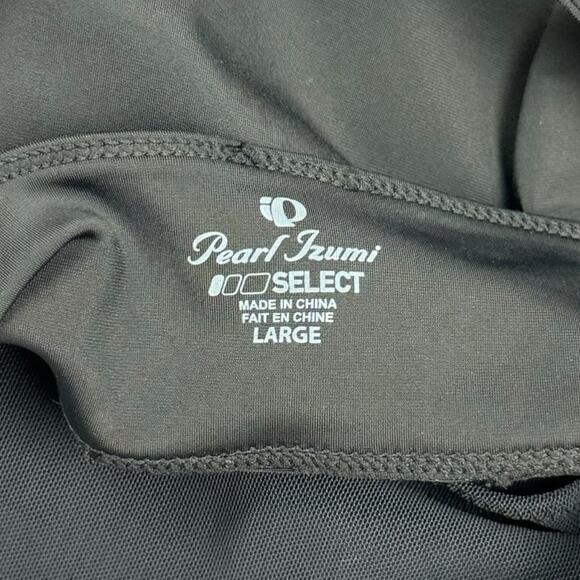 Pearl Izumi
SELECT
MADE IN CHINA
FAIT EN CHINE
LARGE